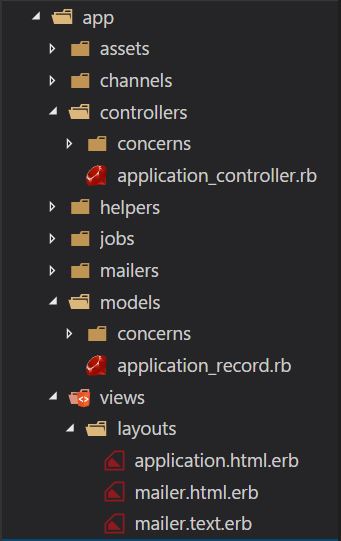 app
assets
channels
controllers
concerns
application_controller.rb
helpers
jobs
mailers
models
concerns
application_record.rb
views
layouts
application.html.erb
mailer.html.erb
mailer.text.erb